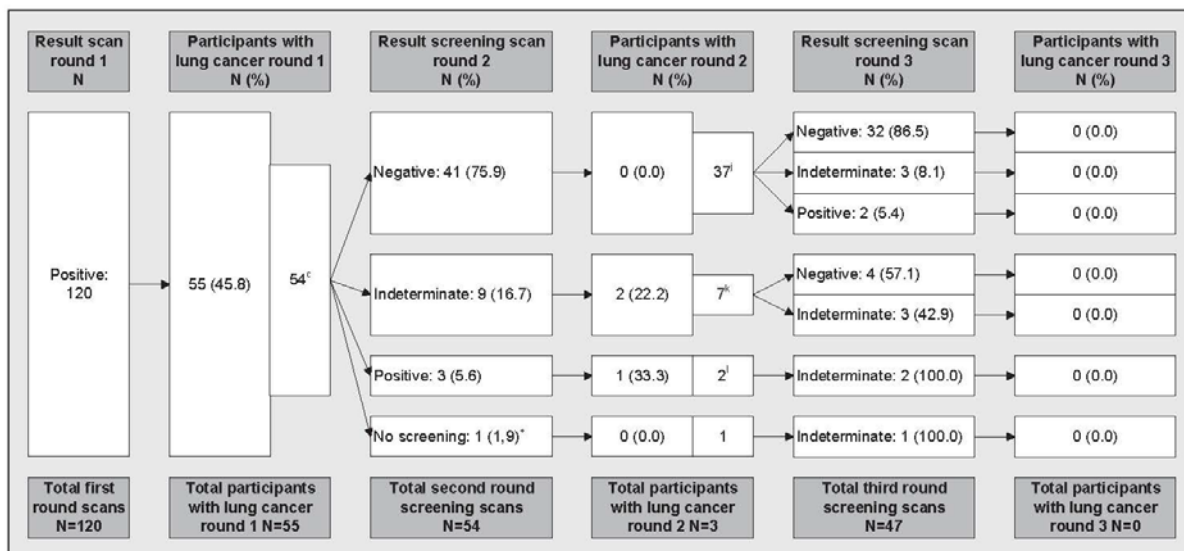 Result scan
round 1
N
Participants with
lung cancer round 1
N (%)
Result screening scan
round 2
N (%)
Participants with
lung cancer round 2
N (%)
Result screening scan
round 3
N (%)
Participants with
lung cancer round 3
N (%)
Positive:
120
55 (45.8)
54ᶜ
Negative: 41 (75.9)
0 (0.0)
37ʲ
Negative: 32 (86.5)
0 (0.0)
Indeterminate: 3 (8.1)
0 (0.0)
Positive: 2 (5.4)
0 (0.0)
Indeterminate: 9 (16.7)
2 (22.2)
7ᵏ
Negative: 4 (57.1)
0 (0.0)
Indeterminate: 3 (42.9)
0 (0.0)
Positive: 3 (5.6)
1 (33.3)
2ˡ
Indeterminate: 2 (100.0)
0 (0.0)
No screening: 1 (1,9)*
0 (0.0)
1
Indeterminate: 1 (100.0)
0 (0.0)
Total first
round scans
N=120
Total participants
with lung cancer
round 1 N=55
Total second round
screening scans
N=54
Total participants
with lung cancer
round 2 N=3
Total third round
screening scans
N=47
Total participants
with lung cancer
round 3 N=0